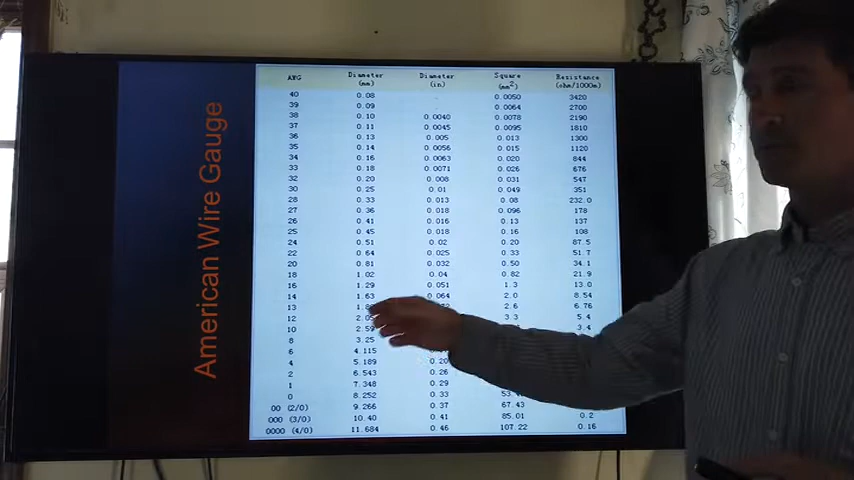 American Wire Gauge
AWG Diameter (mm) Diameter (in) Square (mm²) Resistance (ohm/1000m)
40 0.08 0.0050 3420
39 0.09 0.0064 2700
38 0.10 0.0040 0.0078 2190
37 0.11 0.0045 0.0095 1810
36 0.13 0.005 0.013 1300
35 0.14 0.0056 0.015 1120
34 0.16 0.0063 0.020 844
33 0.18 0.0071 0.026 676
32 0.20 0.008 0.031 547
30 0.25 0.01 0.049 351
28 0.33 0.013 0.08 232.0
27 0.36 0.018 0.096 178
26 0.41 0.016 0.13 137
25 0.45 0.018 0.16 108
24 0.51 0.02 0.20 87.5
22 0.64 0.025 0.33 51.7
20 0.81 0.032 0.50 34.1
18 1.02 0.04 0.82 21.9
16 1.29 0.051 1.3 13.0
14 1.63 0.064 2.0 8.54
13 2.6 6.76
12 3.3 5.4
10 2.59 3.4
8 3.25
6 4.115
4 5.189 0.20
2 6.543 0.26
1 7.348 0.29
0 8.252 0.33
00 (2/0) 9.266 0.37 67.43
000 (3/0) 10.40 0.41 85.01 0.2
0000 (4/0) 11.684 0.46 107.22 0.16